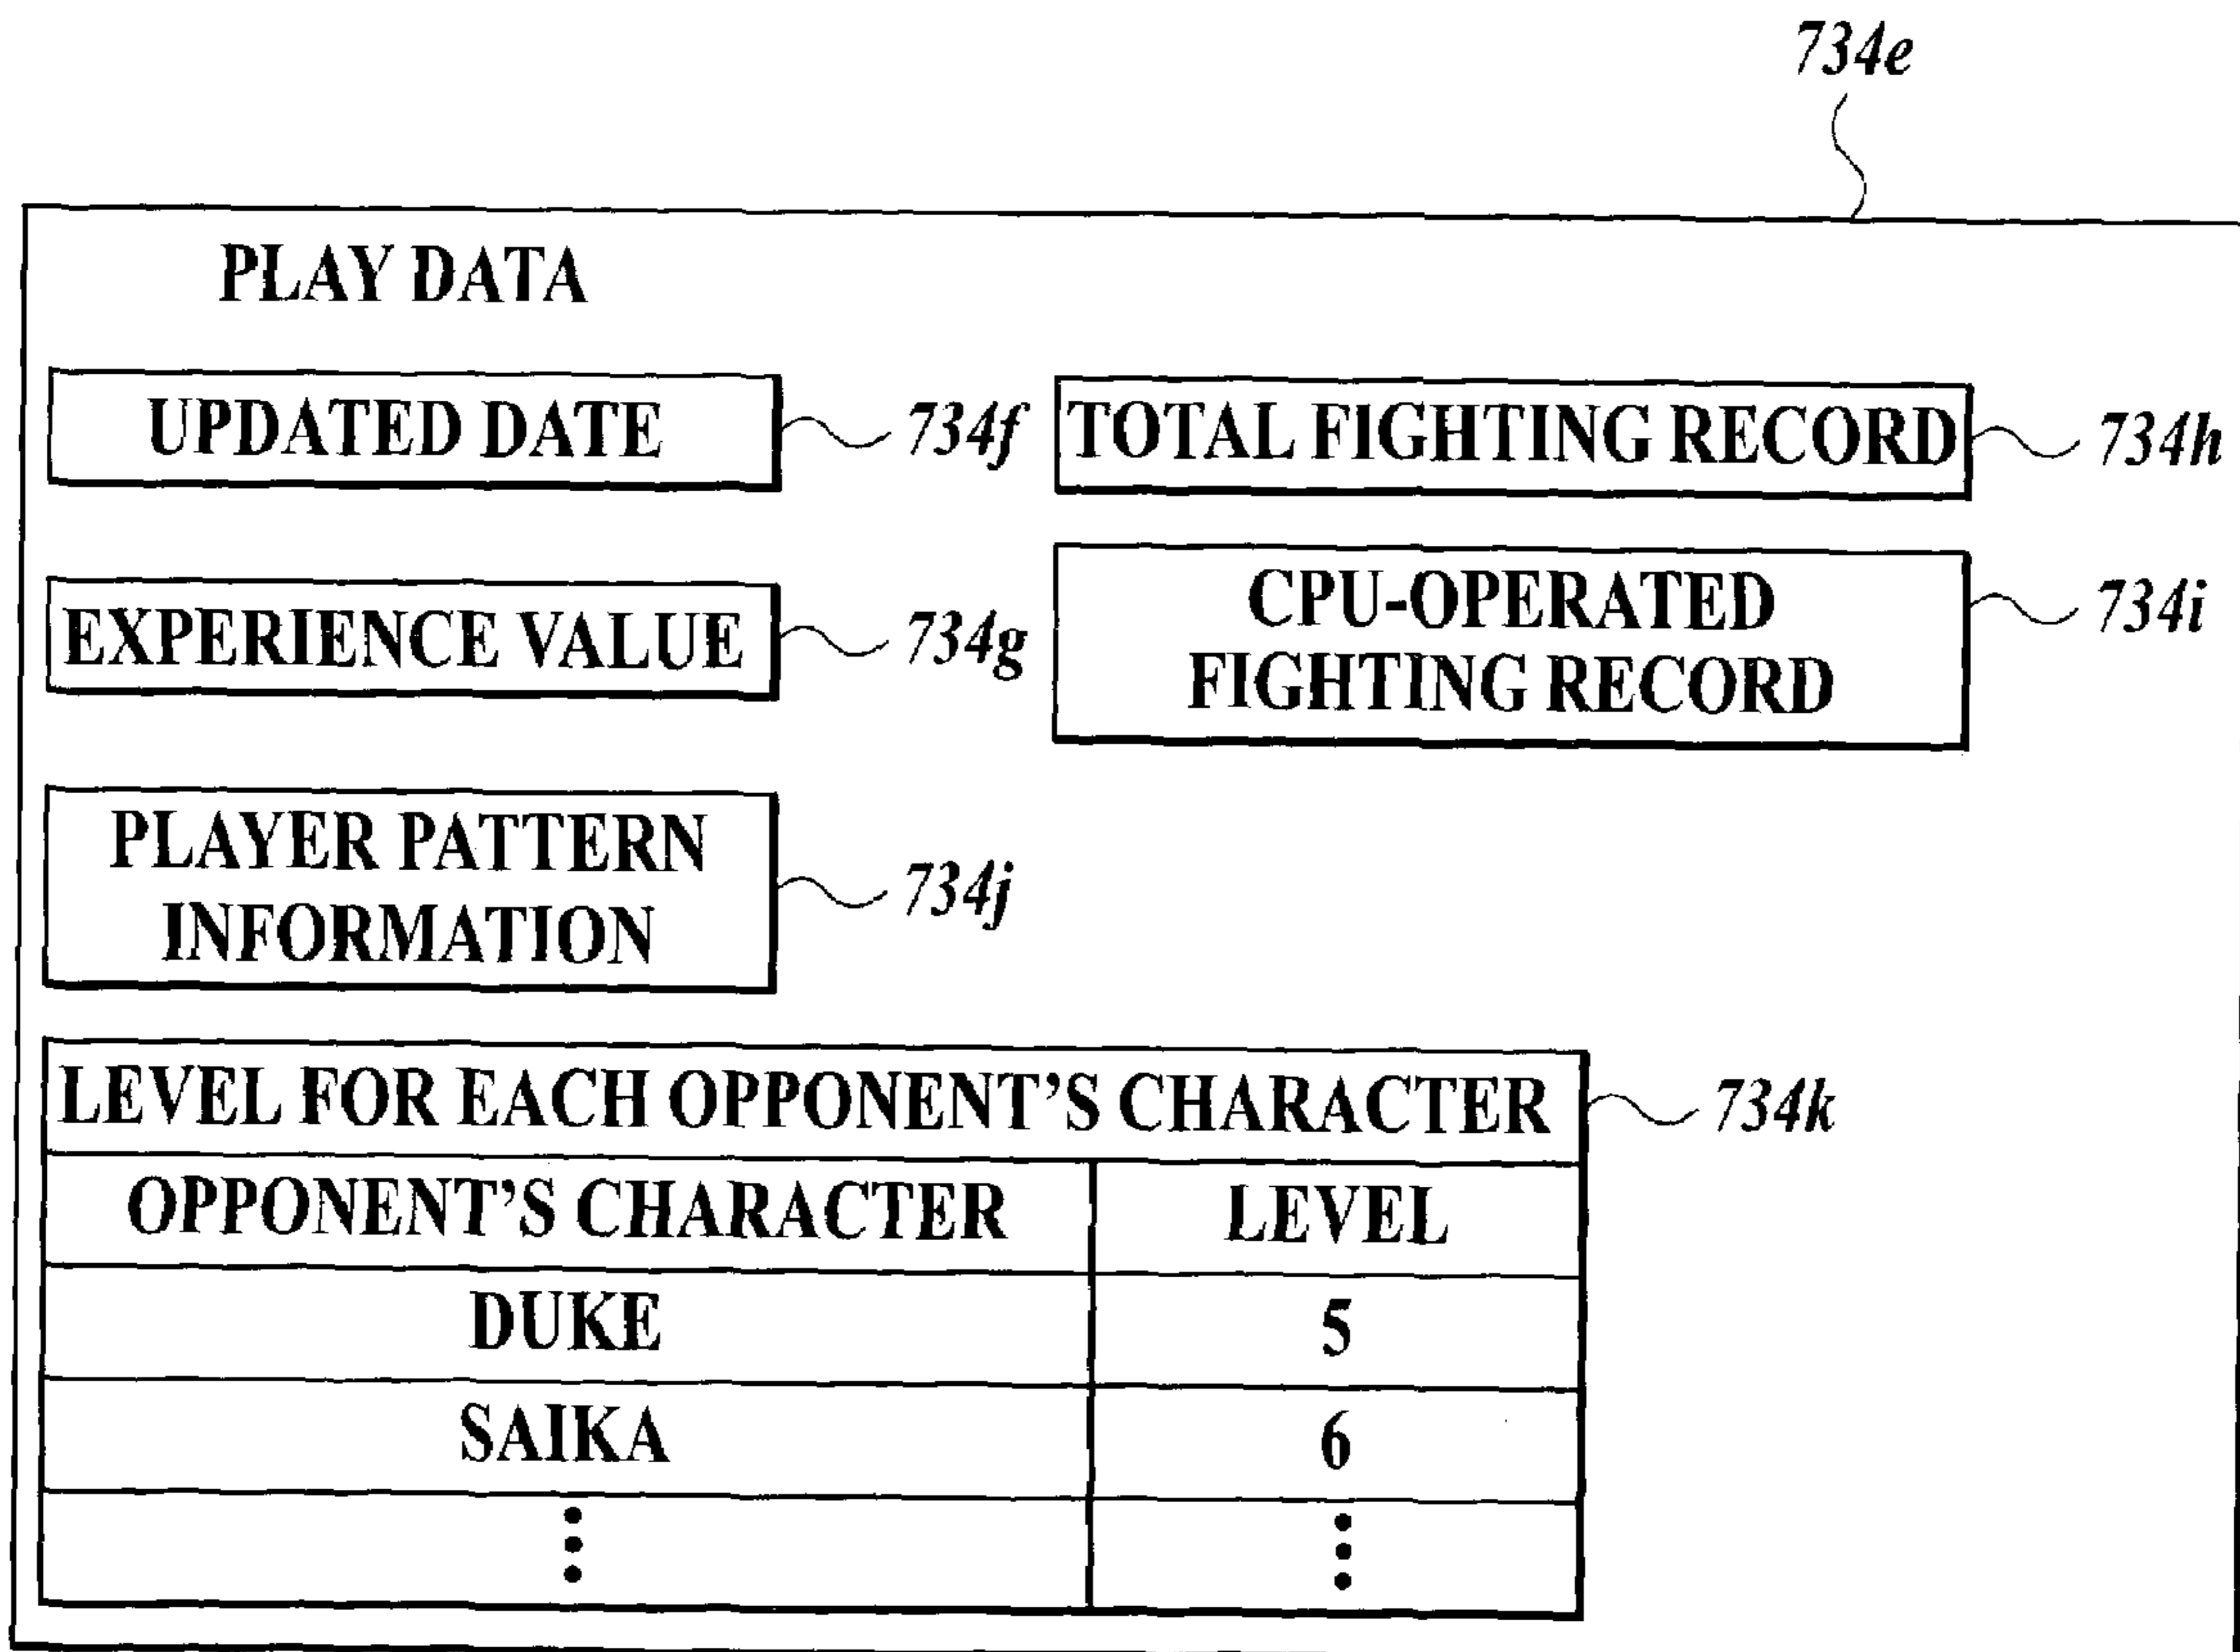 734e
PLAY DATA
UPDATED DATE
734f
TOTAL FIGHTING RECORD
734h
EXPERIENCE VALUE
734g
CPU-OPERATED
FIGHTING RECORD
734i
PLAYER PATTERN
INFORMATION
734j
LEVEL FOR EACH OPPONENT'S CHARACTER
734k
OPPONENT'S CHARACTER LEVEL
DUKE 5
SAIKA 6